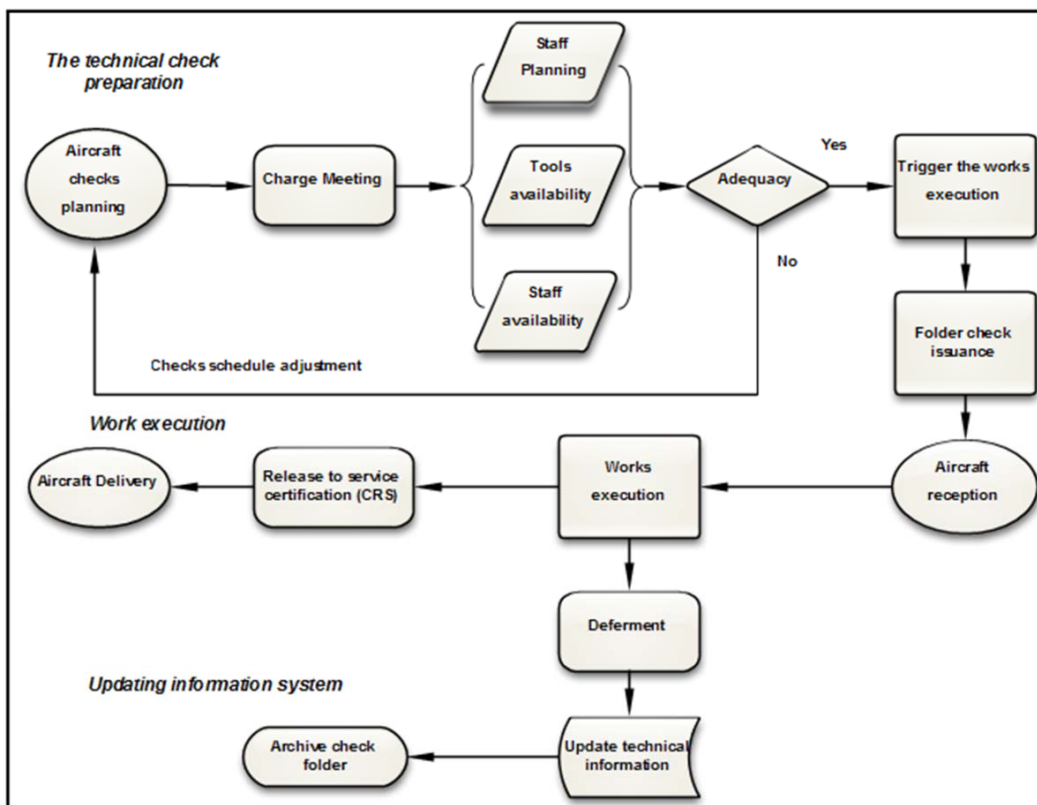 The technical check
preparation
Aircraft
checks
planning
Charge Meeting
Staff
Planning
Tools
availability
Staff
availability
Adequacy
Yes
No
Trigger the works
execution
Folder check
issuance
Checks schedule adjustment
Work execution
Aircraft Delivery
Release to service
certification (CRS)
Works
execution
Aircraft
reception
Deferment
Updating information system
Archive check
folder
Update technical
information